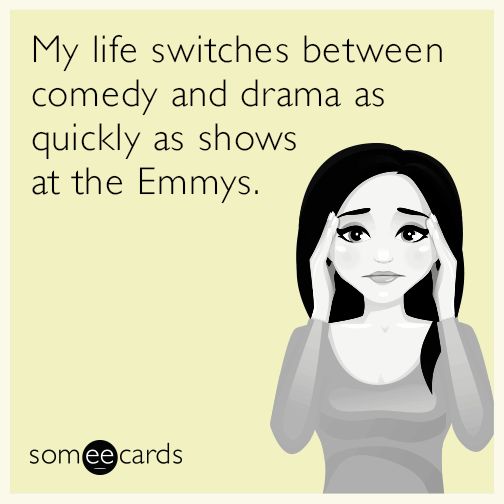 My life switches between
comedy and drama as
quickly as shows
at the Emmys.
someecards